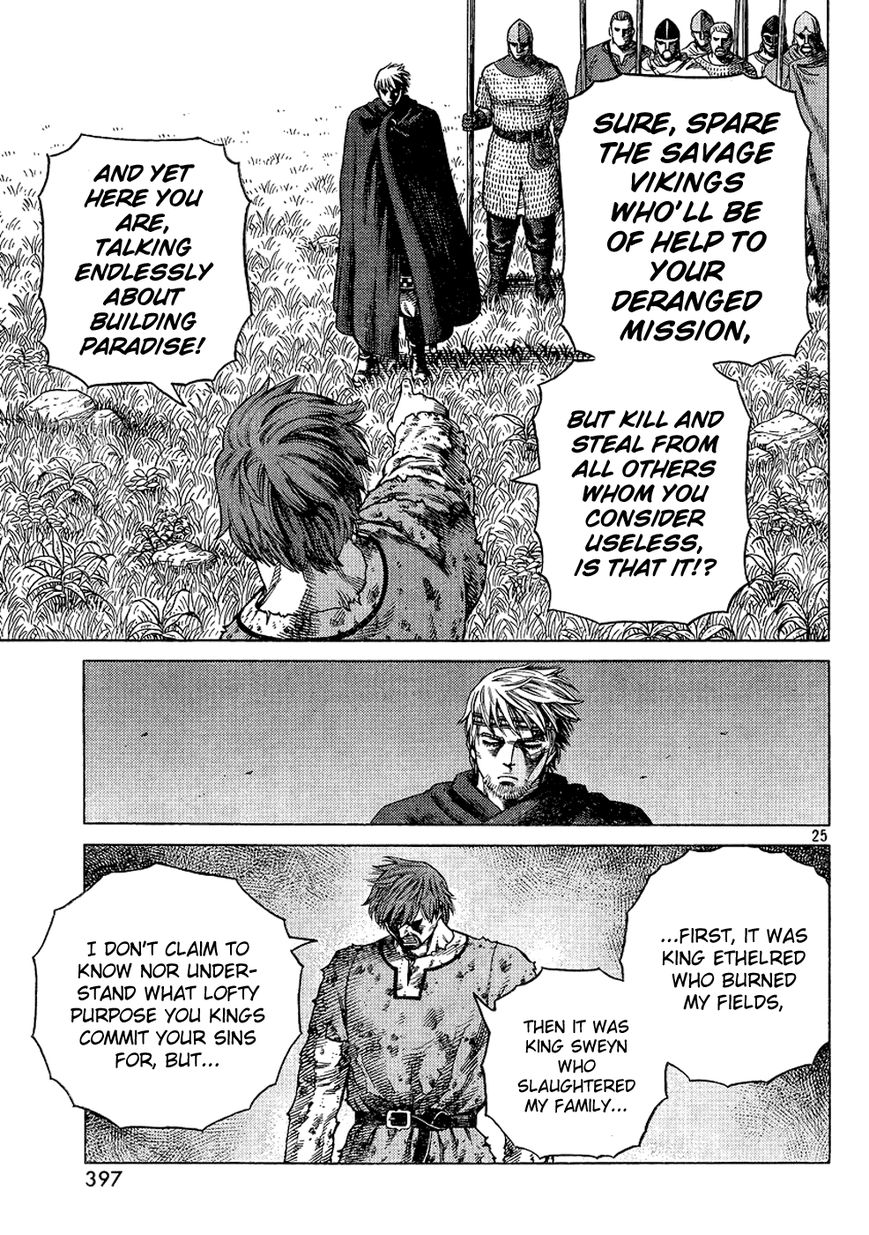 SURE, SPARE
THE SAVAGE
VIKINGS
WHO'LL BE
OF HELP TO
YOUR
DERANGED
MISSION,
BUT KILL AND
STEAL FROM
ALL OTHERS
WHOM YOU
CONSIDER
USELESS,
IS THAT IT!?
AND YET
HERE YOU
ARE,
TALKING
ENDLESSLY
ABOUT
BUILDING
PARADISE!
25
...FIRST, IT WAS
KING ETHELRED
WHO BURNED
MY FIELDS,
THEN IT WAS
KING SWEYN
WHO
SLAUGHTERED
MY FAMILY...
I DON'T CLAIM TO
KNOW NOR UNDER-
STAND WHAT LOFTY
PURPOSE YOU KINGS
COMMIT YOUR SINS
FOR, BUT...
397